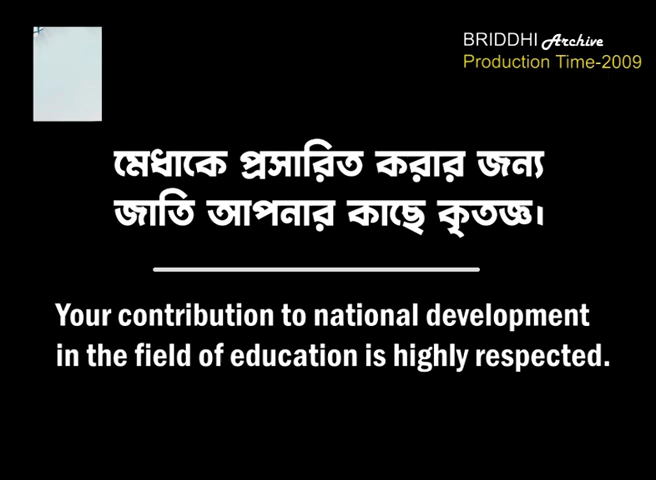 BRIDDHI Archive
Production Time-2009
মেধাকে প্রসারিত করার জন্য
জাতি আপনার কাছে কৃতজ্ঞ।
Your contribution to national development
in the field of education is highly respected.